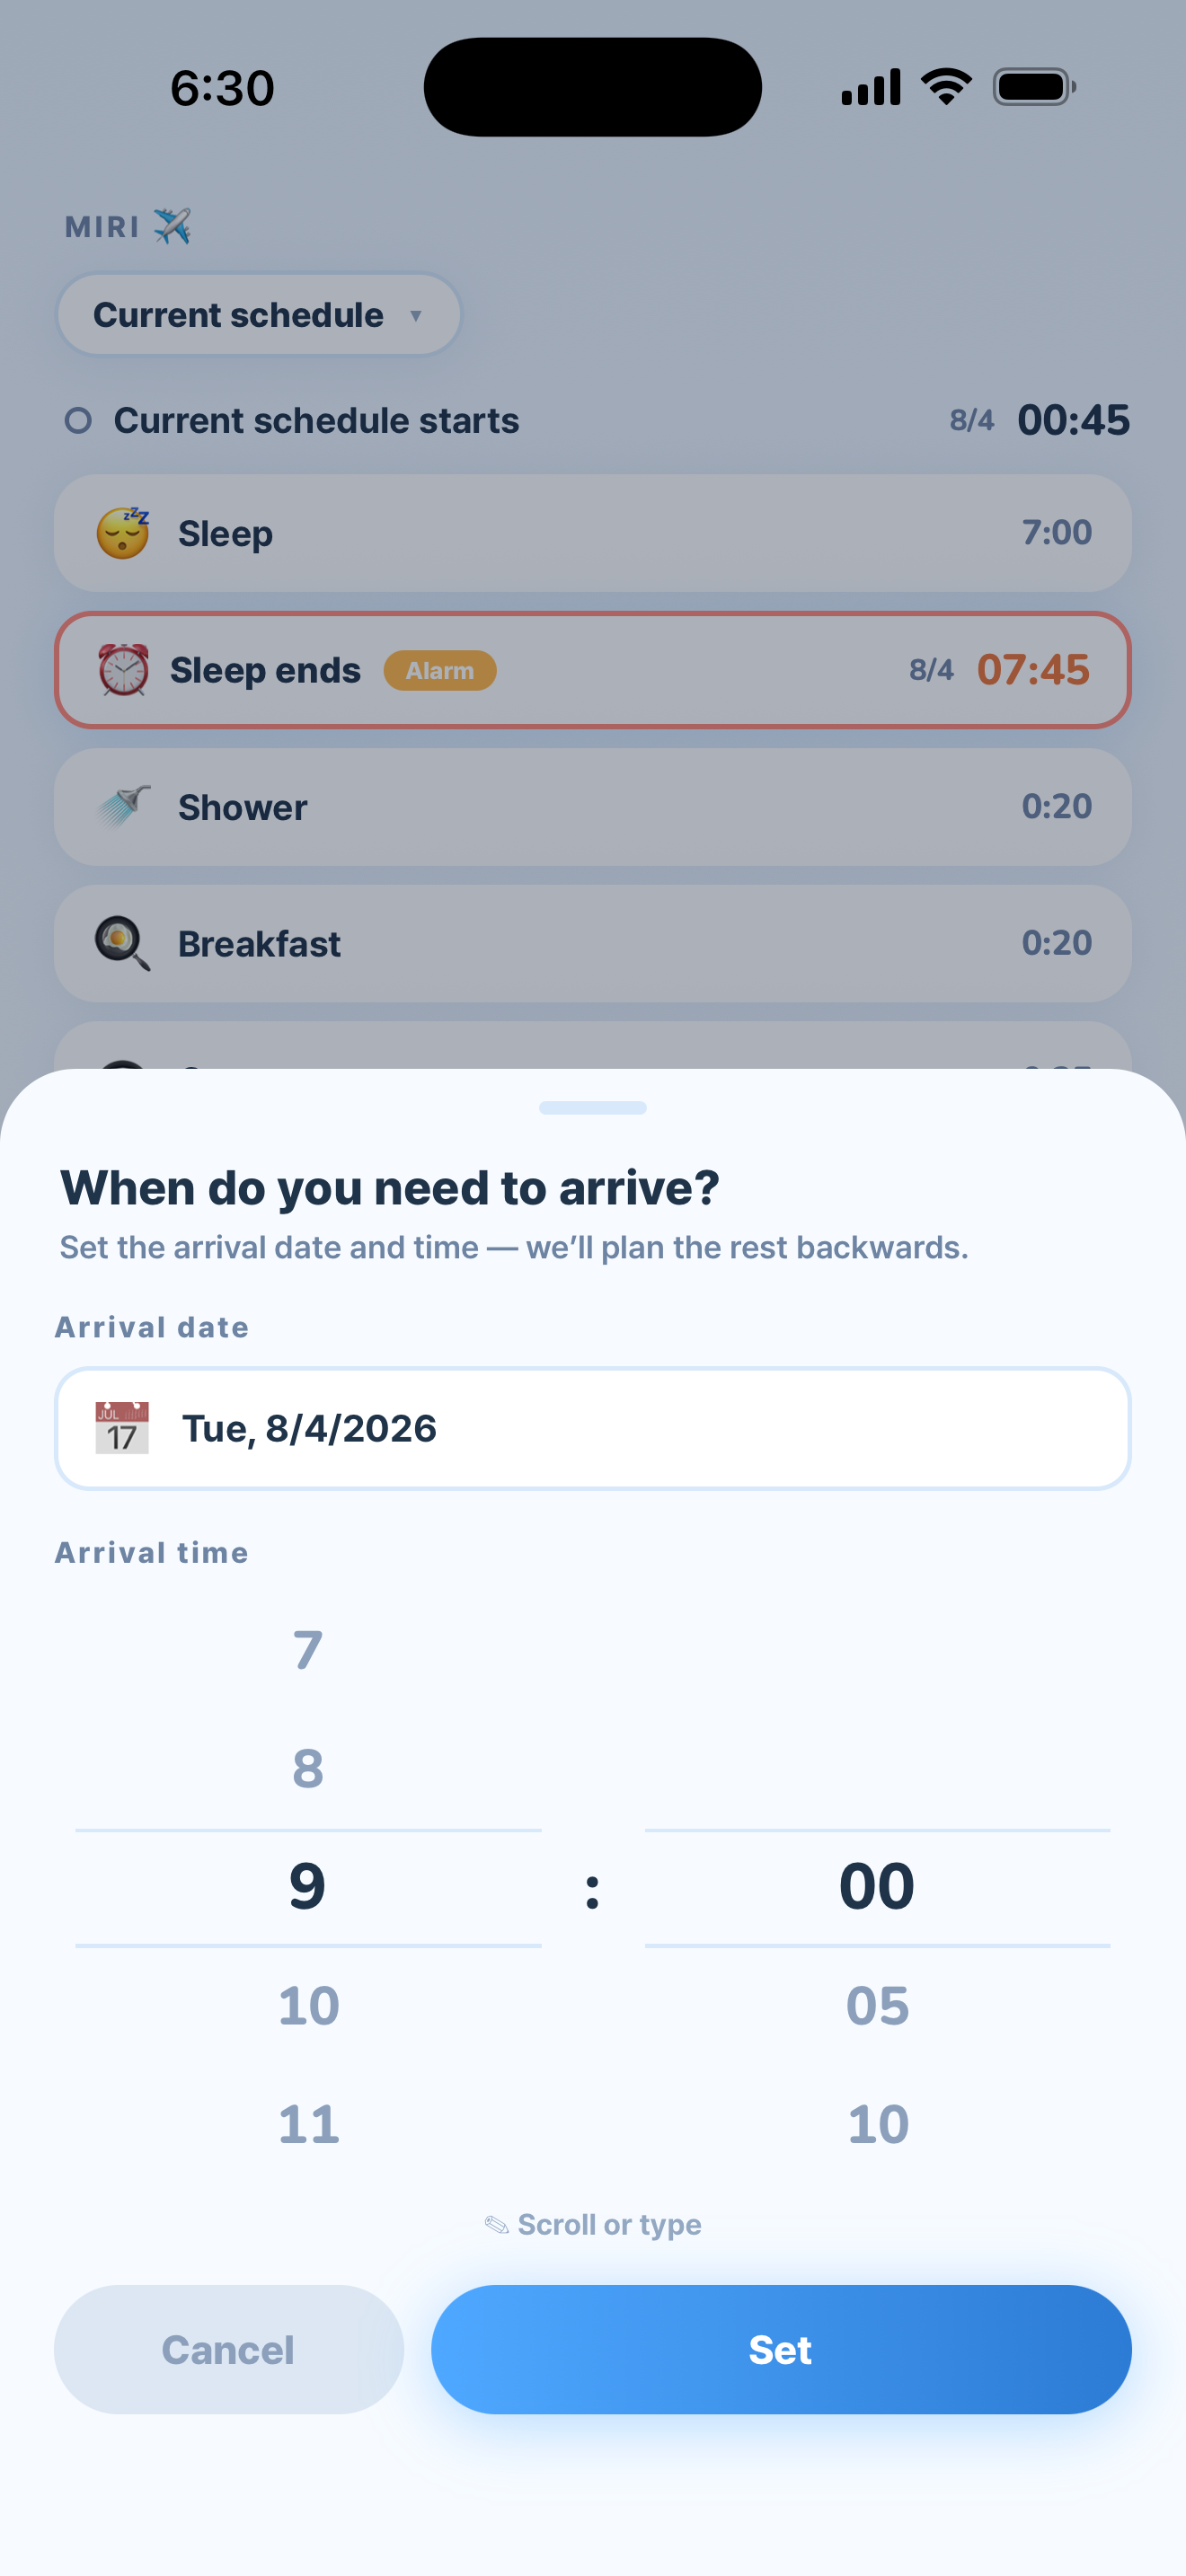 6:30
MIRI ✈️
Current schedule ▼
Current schedule starts 8/4 00:45
Sleep 7:00
Sleep ends Alarm 8/4 07:45
Shower 0:20
Breakfast 0:20
When do you need to arrive?
Set the arrival date and time — we’ll plan the rest backwards.
Arrival date
JUL 17 Tue, 8/4/2026
Arrival time
7
8
9 : 00
10 05
11 10
✎ Scroll or type
Cancel Set